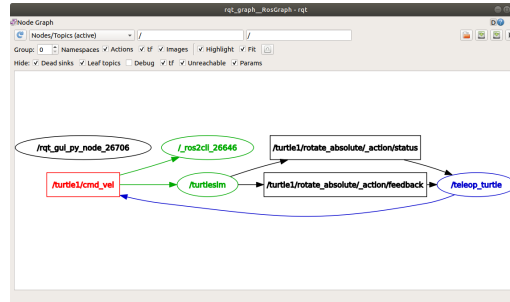 rqt_graph__RosGraph - rqt
Node Graph
Nodes/Topics (active) / /
Group: 0 Namespaces Actions tf Images Highlight Fit
Hide: Dead sinks Leaf topics Debug tf Unreachable Params
/rqt_gui_py_node_26706
/_ros2cli_26646
/turtle1/rotate_absolute/_action/status
/turtle1/cmd_vel
/turtlesim
/turtle1/rotate_absolute/_action/feedback
/teleop_turtle